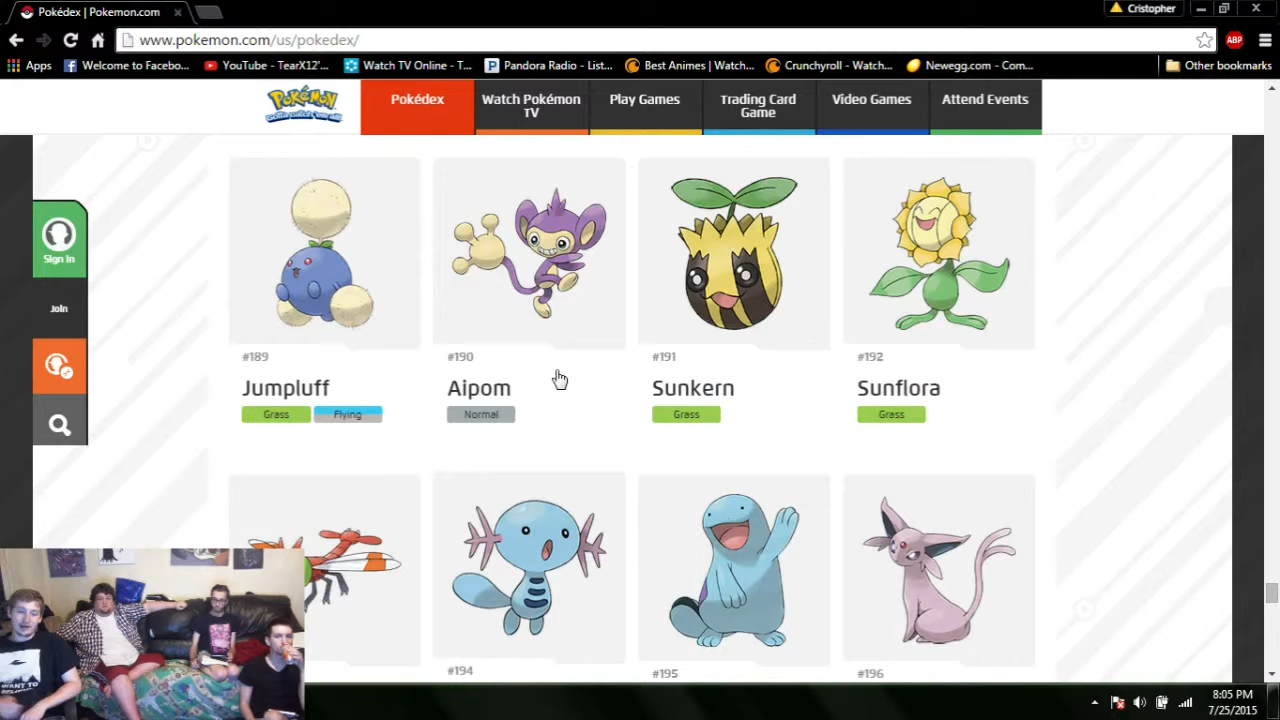 Pokédex | Pokemon.com
Cristopher
www.pokemon.com/us/pokedex/
ABP
Apps
Welcome to Facebo...
YouTube - TearX12'...
Watch TV Online - T...
Pandora Radio - List...
Best Animes | Watch...
Crunchyroll - Watch...
Newegg.com - Com...
Other bookmarks
Pokémon
Pokédex
Watch Pokémon
TV
Play Games
Trading Card
Game
Video Games
Attend Events
Sign In
Join
#189
#190
#191
#192
Jumpluff
Aipom
Sunkern
Sunflora
Grass
Flying
Normal
Grass
Grass
#194
#195
#196
8:05 PM
7/25/2015